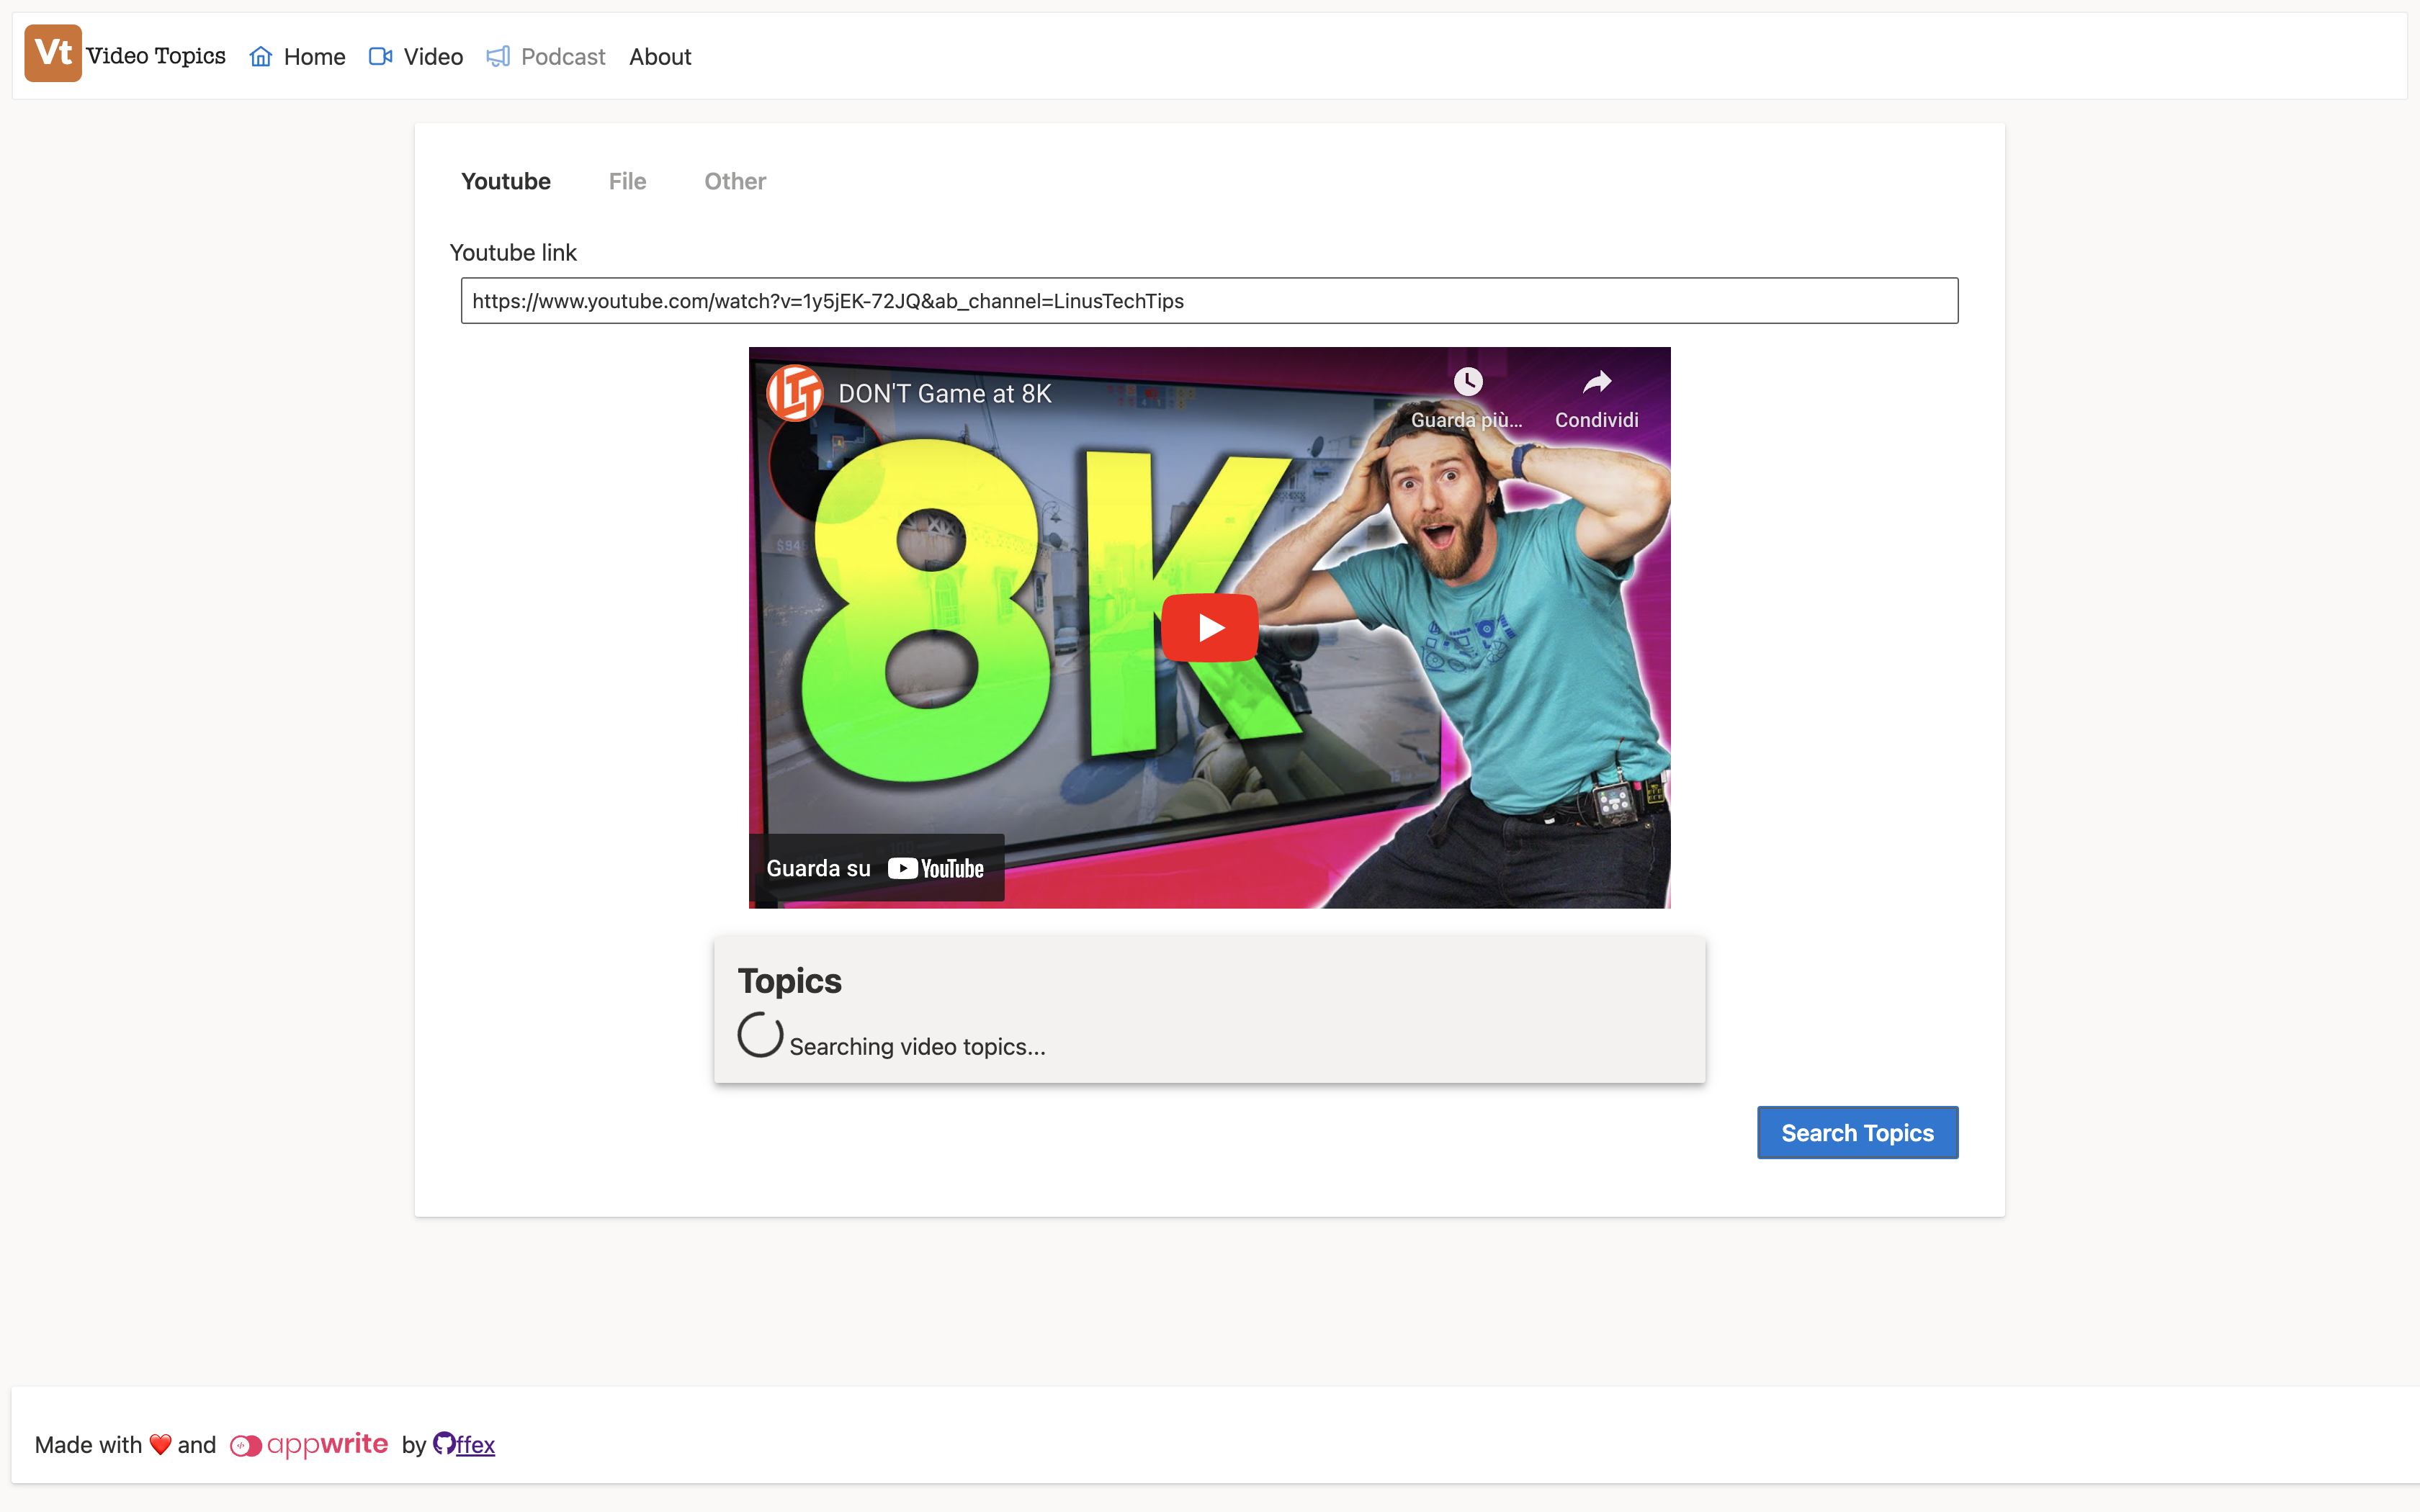 Vt Video Topics Home Video Podcast About
Youtube File Other
Youtube link
https://www.youtube.com/watch?v=1y5jEK-72JQ&ab_channel=LinusTechTips
DON'T Game at 8K
Guarda più... Condividi
8K
Guarda su YouTube
Topics
Searching video topics...
Search Topics
Made with ❤️ and appwrite by ffex